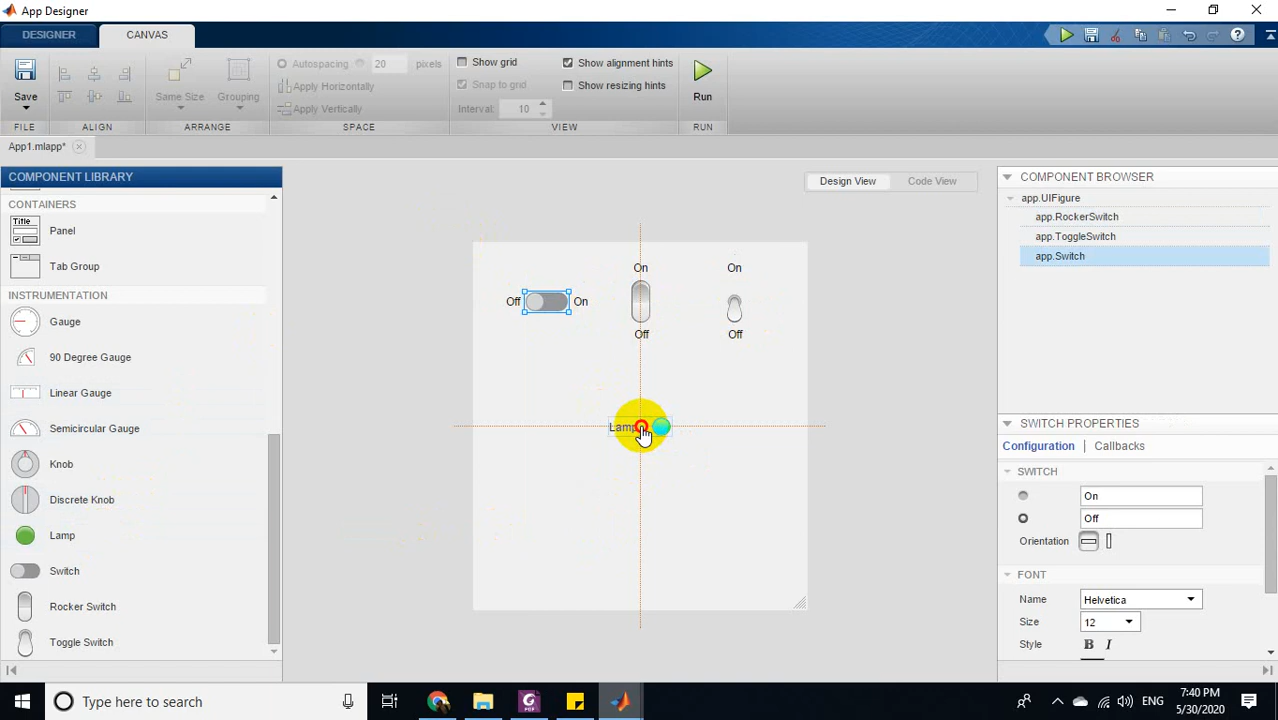 App Designer
DESIGNER
CANVAS
Save
Same Size
Grouping
Autospacing
20
pixels
Apply Horizontally
Apply Vertically
Show grid
Snap to grid
Interval:
10
Show alignment hints
Show resizing hints
Run
FILE
ALIGN
ARRANGE
SPACE
VIEW
RUN
App1.mlapp*
COMPONENT LIBRARY
CONTAINERS
Title
Panel
Tab Group
INSTRUMENTATION
Gauge
90 Degree Gauge
Linear Gauge
Semicircular Gauge
Knob
Discrete Knob
Lamp
Switch
Rocker Switch
Toggle Switch
Design View
Code View
On
On
Off
On
Off
Off
Lamp
COMPONENT BROWSER
app.UIFigure
app.RockerSwitch
app.ToggleSwitch
app.Switch
SWITCH PROPERTIES
Configuration
Callbacks
SWITCH
On
Off
Orientation
FONT
Name
Helvetica
Size
12
Style
B
I
Type here to search
ENG
7:40 PM
5/30/2020